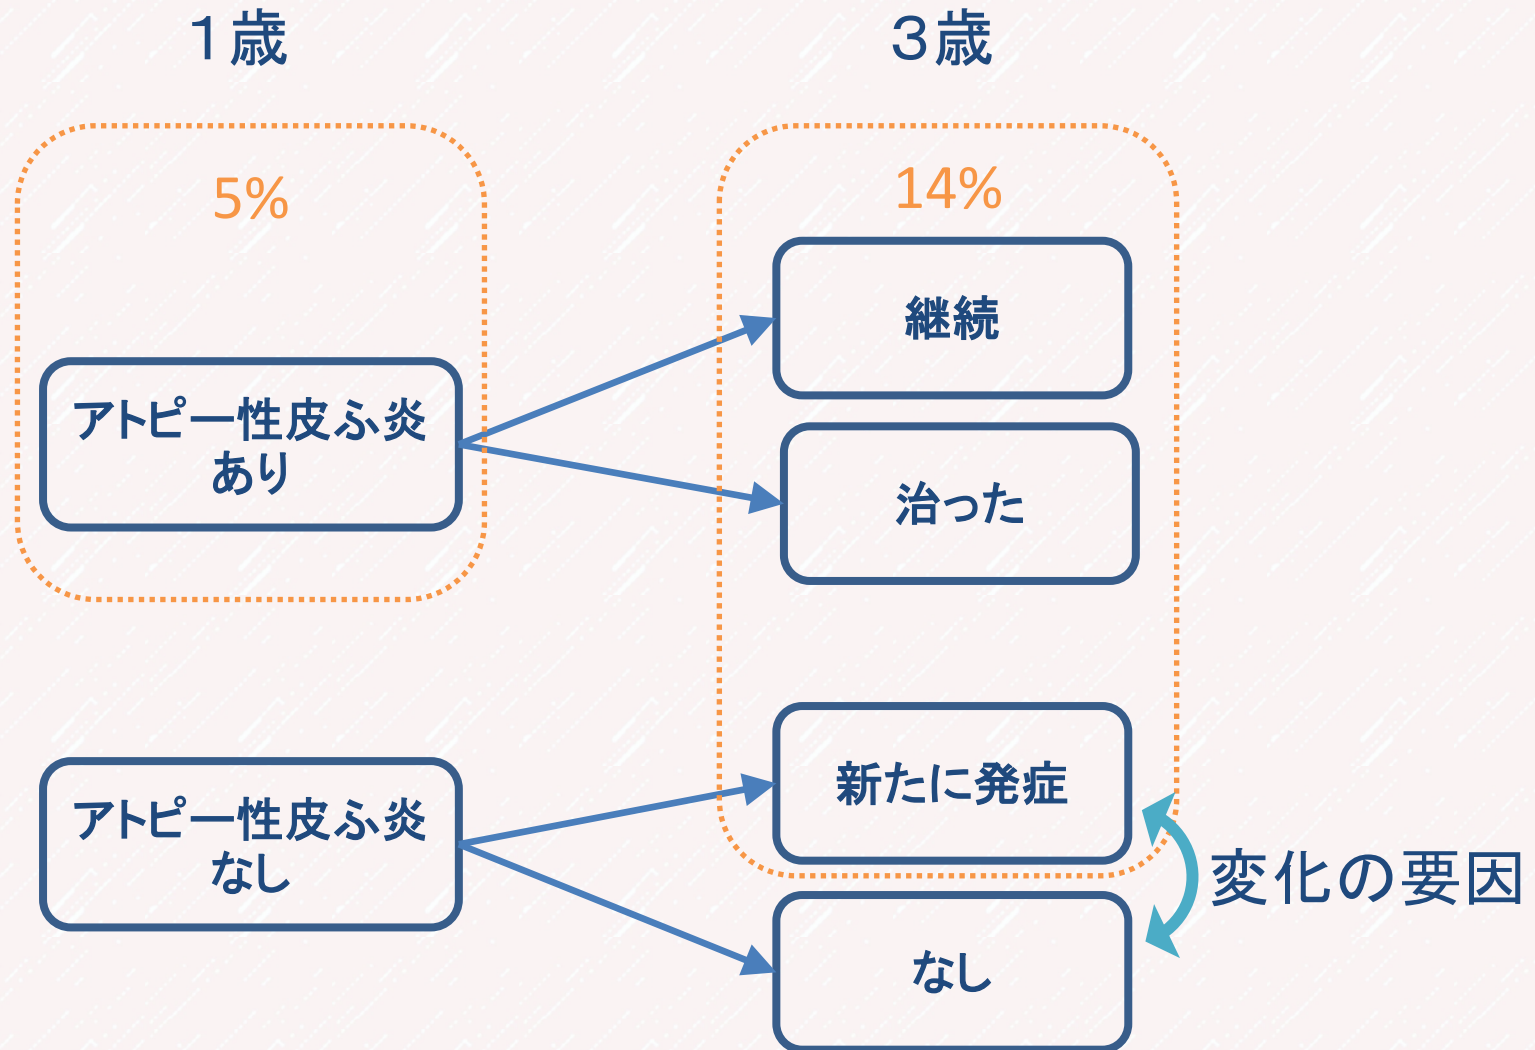 1歳
3歳
5%
14%
継続
アトピー性皮ふ炎
あり
治った
新たに発症
アトピー性皮ふ炎
なし
変化の要因
なし